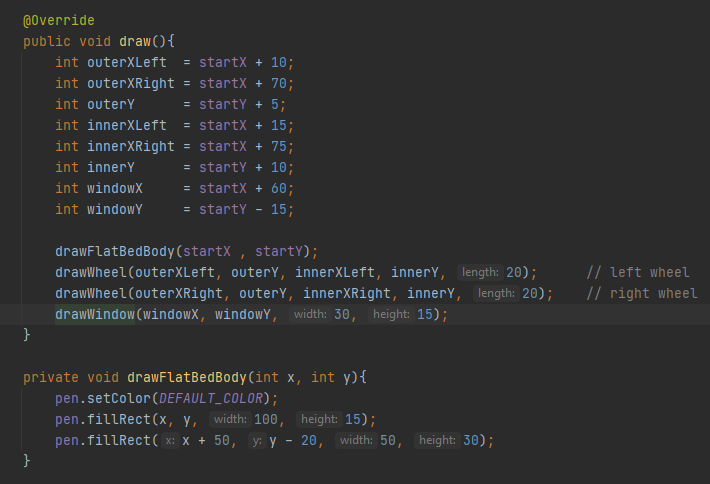 @Override
public void draw(){
    int outerXLeft  = startX + 10;
    int outerXRight = startX + 70;
    int outerY      = startY + 5;
    int innerXLeft  = startX + 15;
    int innerXRight = startX + 75;
    int innerY      = startY + 10;
    int windowX     = startX + 60;
    int windowY     = startY - 15;

    drawFlatBedBody(startX , startY);
    drawWheel(outerXLeft, outerY, innerXLeft, innerY, length: 20);      // left wheel
    drawWheel(outerXRight, outerY, innerXRight, innerY, length: 20);    // right wheel
    drawWindow(windowX, windowY, width: 30, height: 15);
}

private void drawFlatBedBody(int x, int y){
    pen.setColor(DEFAULT_COLOR);
    pen.fillRect(x, y, width: 100, height: 15);
    pen.fillRect( x: x + 50, y: y - 20, width: 50, height: 30);
}